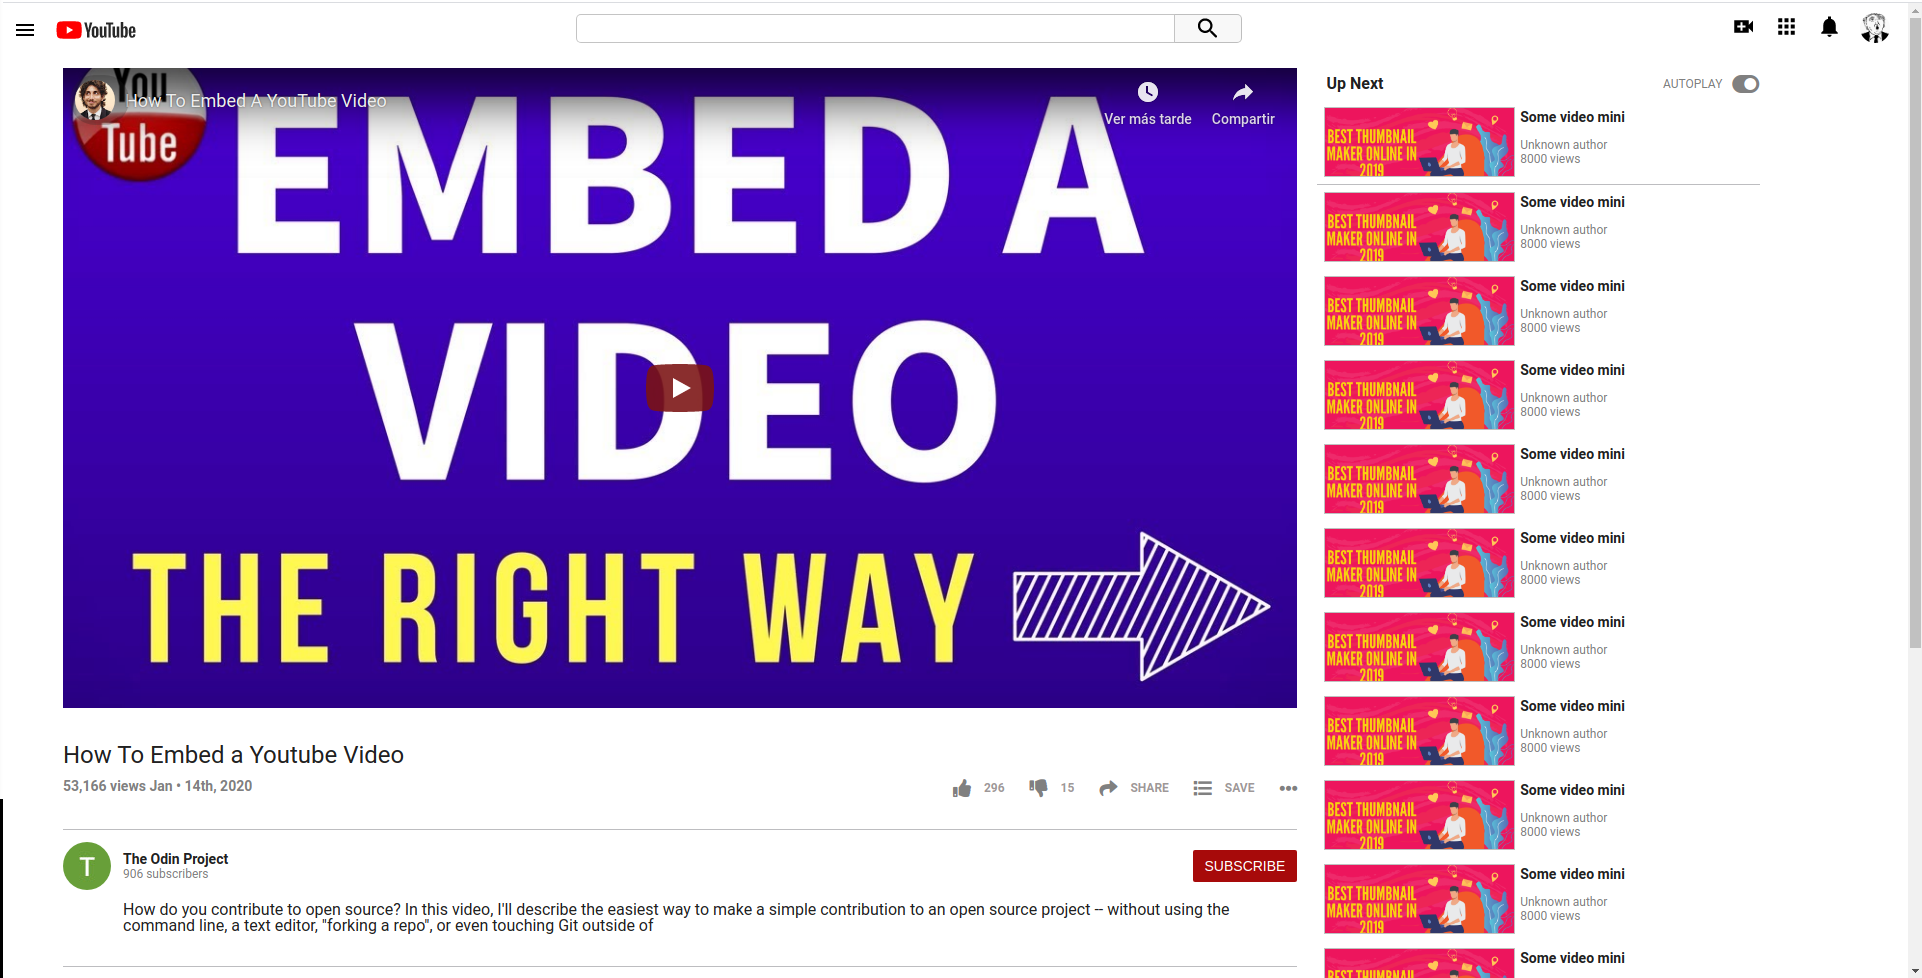 YouTube
You
Tube
How To Embed A YouTube Video
Ver más tarde
Compartir
EMBED A
VIDEO
THE RIGHT WAY
How To Embed a Youtube Video
53,166 views Jan • 14th, 2020
296
15
SHARE
SAVE
T
The Odin Project
906 subscribers
SUBSCRIBE
How do you contribute to open source? In this video, I'll describe the easiest way to make a simple contribution to an open source project – without using the
command line, a text editor, "forking a repo", or even touching Git outside of
Up Next
AUTOPLAY
BEST THUMBNAIL
MAKER ONLINE IN
2019
Some video mini
Unknown author
8000 views
BEST THUMBNAIL
MAKER ONLINE IN
2019
Some video mini
Unknown author
8000 views
BEST THUMBNAIL
MAKER ONLINE IN
2019
Some video mini
Unknown author
8000 views
BEST THUMBNAIL
MAKER ONLINE IN
2019
Some video mini
Unknown author
8000 views
BEST THUMBNAIL
MAKER ONLINE IN
2019
Some video mini
Unknown author
8000 views
BEST THUMBNAIL
MAKER ONLINE IN
2019
Some video mini
Unknown author
8000 views
BEST THUMBNAIL
MAKER ONLINE IN
2019
Some video mini
Unknown author
8000 views
BEST THUMBNAIL
MAKER ONLINE IN
2019
Some video mini
Unknown author
8000 views
BEST THUMBNAIL
MAKER ONLINE IN
2019
Some video mini
Unknown author
8000 views
BEST THUMBNAIL
MAKER ONLINE IN
2019
Some video mini
Unknown author
8000 views
BEST THUMBNAIL
Some video mini